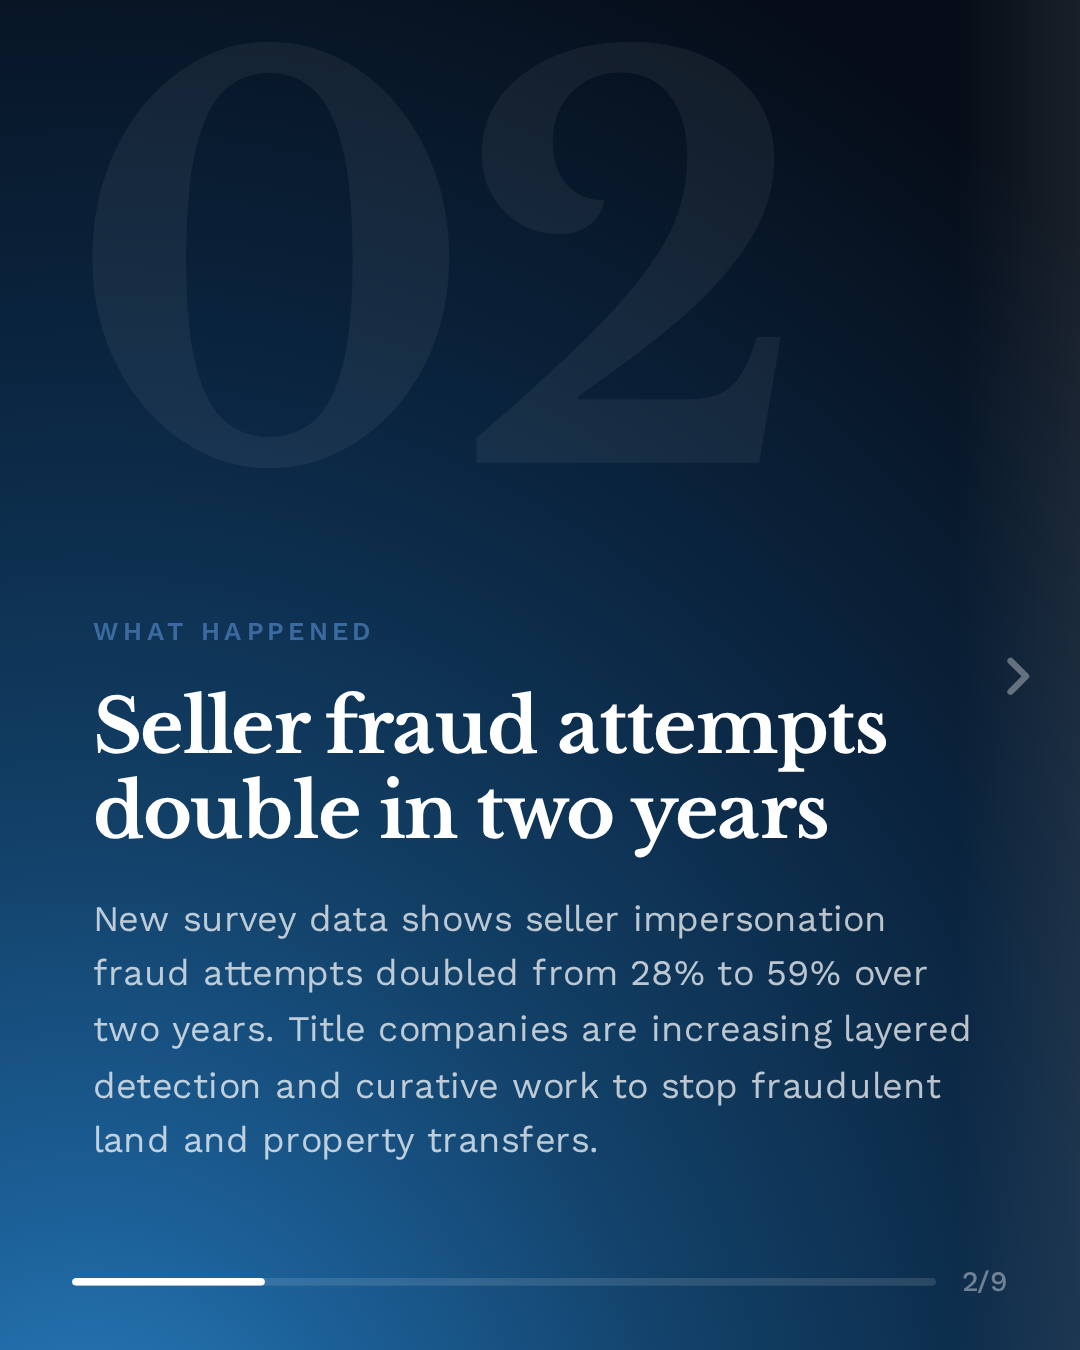 02
WHAT HAPPENED
Seller fraud attempts
double in two years
New survey data shows seller impersonation
fraud attempts doubled from 28% to 59% over
two years. Title companies are increasing layered
detection and curative work to stop fraudulent
land and property transfers.
2/9